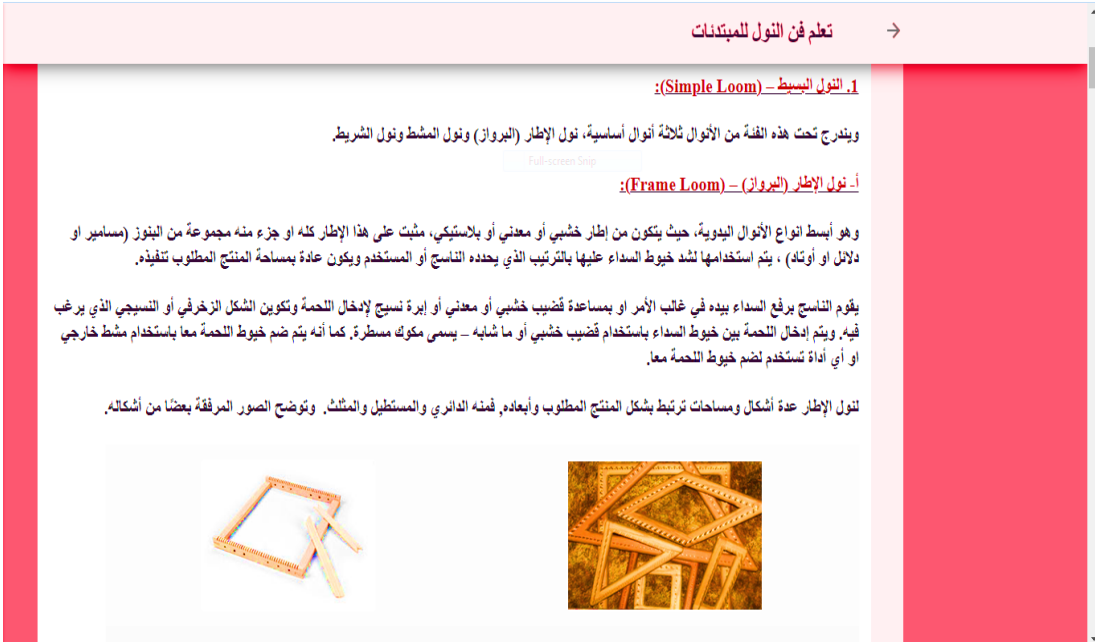 تعلم فن النول للمبتدئات
1. النول البسيط – (Simple Loom):
ويندرج تحت هذه الفئة من الأنوال ثلاثة أنوال أساسية، نول الإطار (البرواز) ونول المشط ونول الشريط.
Full-screen Snip
أ- نول الإطار (البرواز) – (Frame Loom):
وهو أبسط انواع الأنوال اليدوية، حيث يتكون من إطار خشبي أو معدني أو بلاستيكي، مثبت على هذا الإطار كله او جزء منه مجموعة من البنوز (مسامير او
دلائل او أوتاد) ، يتم استخدامها لشد خيوط السداء عليها بالترتيب الذي يحدده الناسج أو المستخدم ويكون عادة بمساحة المنتج المطلوب تنفيذه.
يقوم الناسج برفع السداء بيده في غالب الأمر او بمساعدة قضيب خشبي أو معدني أو إبرة نسيج لإدخال اللحمة وتكوين الشكل الزخرفي أو النسيجي الذي يرغب
فيه. ويتم إدخال اللحمة بين خيوط السداء باستخدام قضيب خشبي أو ما شابه – يسمى مكوك مسطرة. كما أنه يتم ضم خيوط اللحمة معا باستخدام مشط خارجي
او أي أداة تستخدم لضم خيوط اللحمة معا.
لنول الإطار عدة أشكال ومساحات ترتبط بشكل المنتج المطلوب وأبعاده, فمنه الدائري والمستطيل والمثلث. وتوضح الصور المرفقة بعضًا من أشكاله.